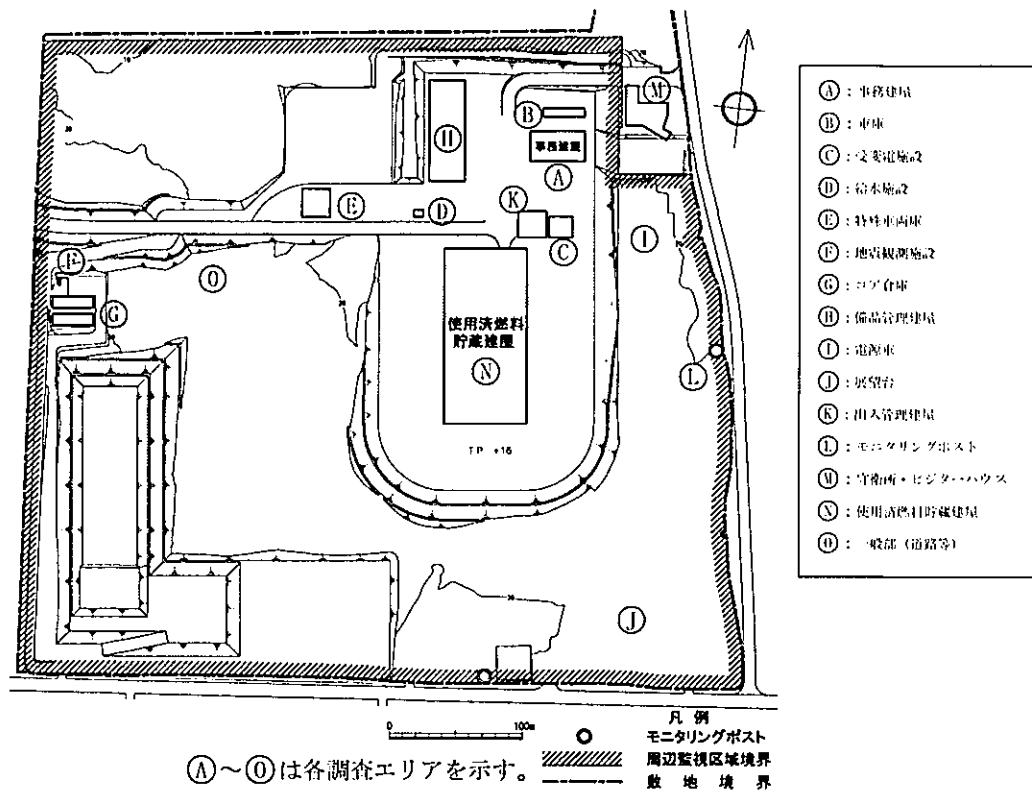 Ⓜ
Ⓑ
Ⓗ
事務建屋
Ⓐ
Ⓔ
Ⓓ
Ⓚ
Ⓒ
Ⓘ
Ⓕ
Ⓞ
Ⓖ
使用済燃料
貯蔵建屋
Ⓝ
Ⓛ
TP +16
Ⓙ
0 100m
凡 例
モニタリングポスト
周辺監視区域境界
敷 地 境 界
Ⓐ～Ⓞは各調査エリアを示す。
Ⓐ：事務建屋
Ⓑ：車庫
Ⓒ：受変電施設
Ⓓ：給水施設
Ⓔ：特殊車両庫
Ⓕ：地震観測施設
Ⓖ：コア倉庫
Ⓗ：備品管理建屋
Ⓘ：電源車
Ⓙ：展望台
Ⓚ：出入管理建屋
Ⓛ：モニタリングポスト
Ⓜ：守衛所・ビジターハウス
Ⓝ：使用済燃料貯蔵建屋
Ⓞ：一般部（道路等）